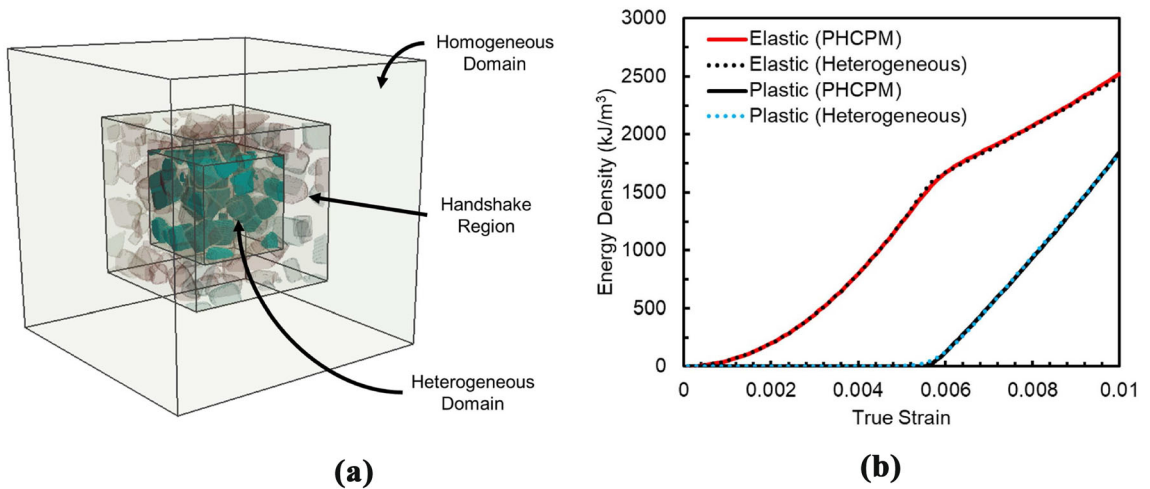 Homogeneous
Domain
Handshake
Region
Heterogeneous
Domain
(a)
3000
2500
2000
1500
1000
500
0
Energy Density (kJ/m³)
Elastic (PHCPM)
Elastic (Heterogeneous)
Plastic (PHCPM)
Plastic (Heterogeneous)
0 0.002 0.004 0.006 0.008 0.01
True Strain
(b)